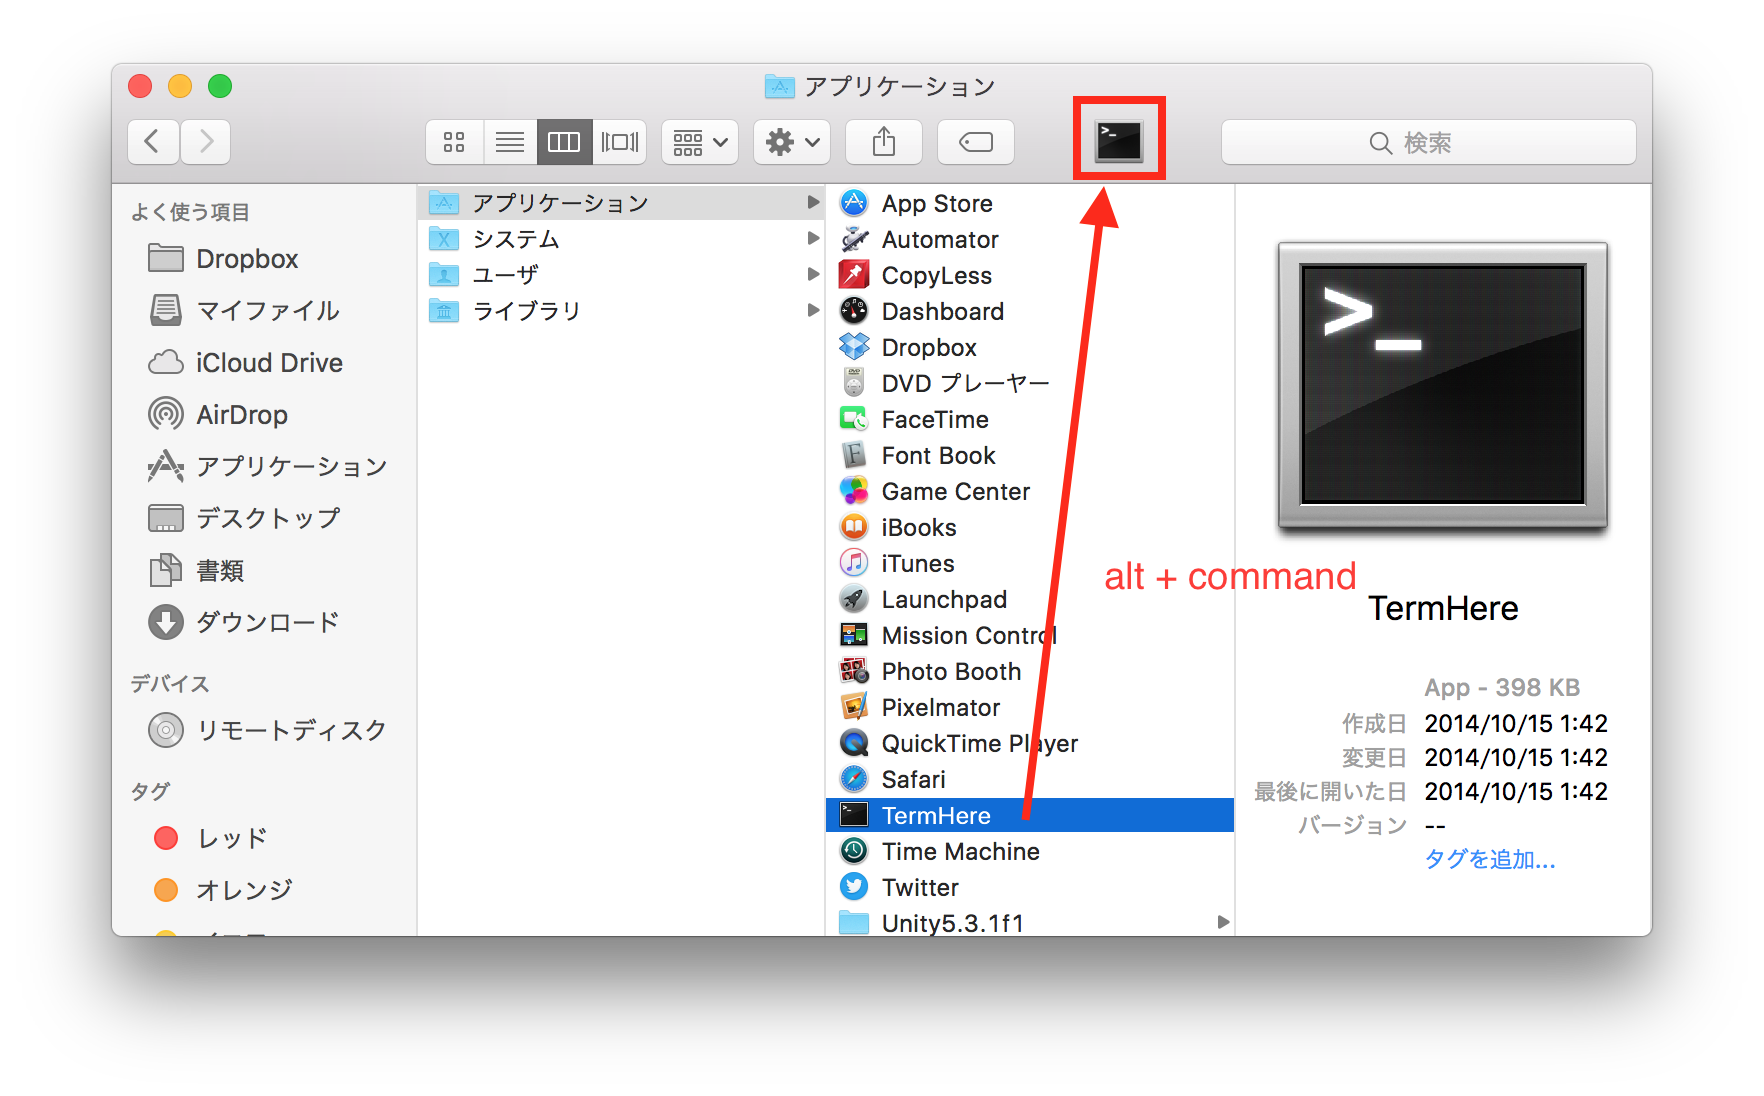 アプリケーション
検索
よく使う項目
Dropbox
マイファイル
iCloud Drive
AirDrop
アプリケーション
デスクトップ
書類
ダウンロード
デバイス
リモートディスク
タグ
レッド
オレンジ
アプリケーション
システム
ユーザ
ライブラリ
App Store
Automator
CopyLess
Dashboard
Dropbox
DVD プレーヤー
FaceTime
Font Book
Game Center
iBooks
iTunes
Launchpad
Mission Control
Photo Booth
Pixelmator
QuickTime Player
Safari
TermHere
Time Machine
Twitter
Unity5.3.1f1
alt + command
>_
TermHere
App - 398 KB
作成日 2014/10/15 1:42
変更日 2014/10/15 1:42
最後に開いた日 2014/10/15 1:42
バージョン --
タグを追加...